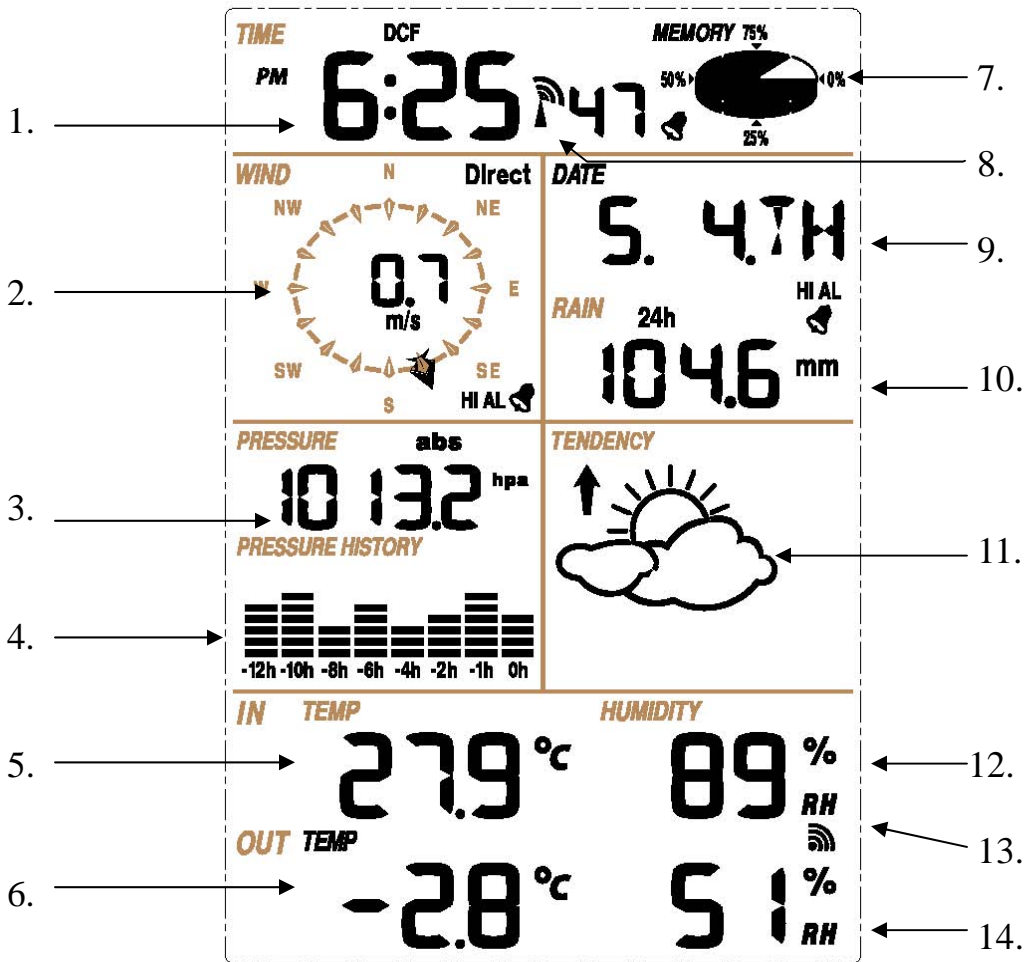 TIME DCF MEMORY 75%
PM 6:25 47 50% 0% 7.
1. 25%
8.
WIND N Direct DATE
NW NE 5. 4. TH 9.
2. W 0.7 E HI AL
m/s RAIN 24h
SW SE 104.6 mm 10.
S HI AL
PRESSURE abs TENDENCY
3. 1013.2 hpa
PRESSURE HISTORY 11.
4.
-12h -10h -8h -6h -4h -2h -1h 0h
IN TEMP HUMIDITY
5. 27.9 °C 89 % 12.
RH
OUT TEMP 13.
6. -2.8 °C 51 %
RH 14.